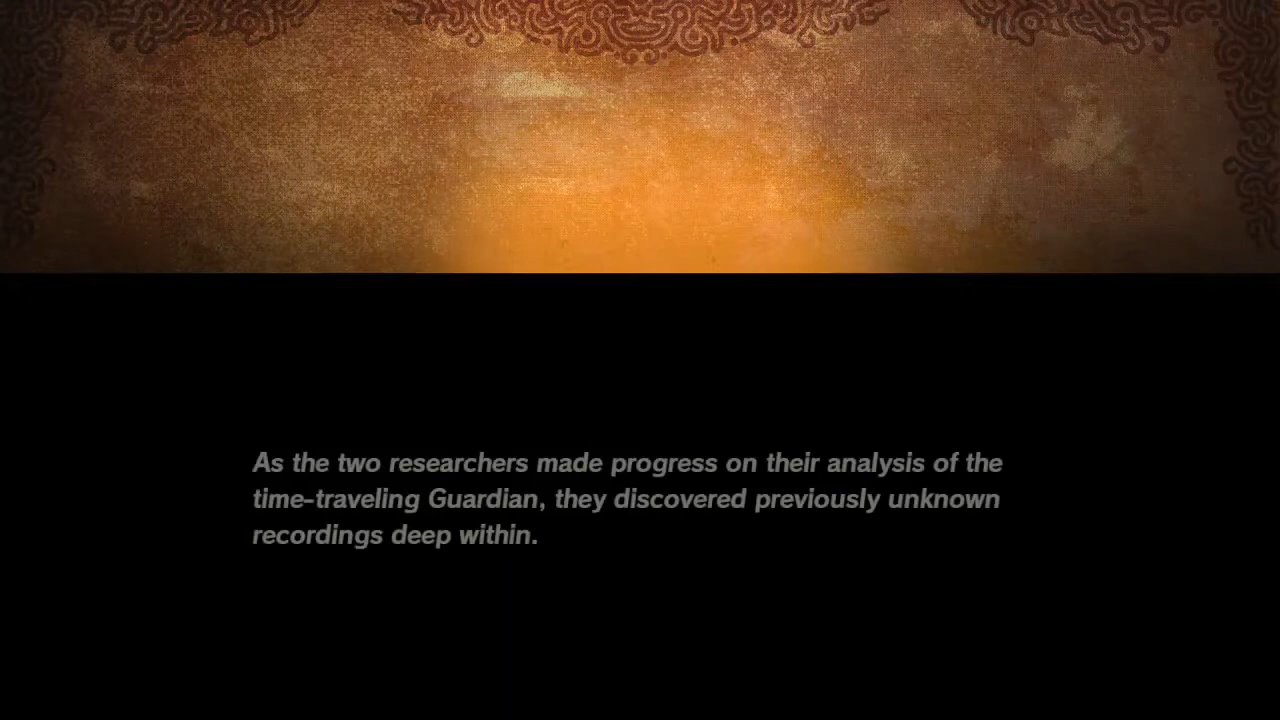 As the two researchers made progress on their analysis of the
time-traveling Guardian, they discovered previously unknown
recordings deep within.